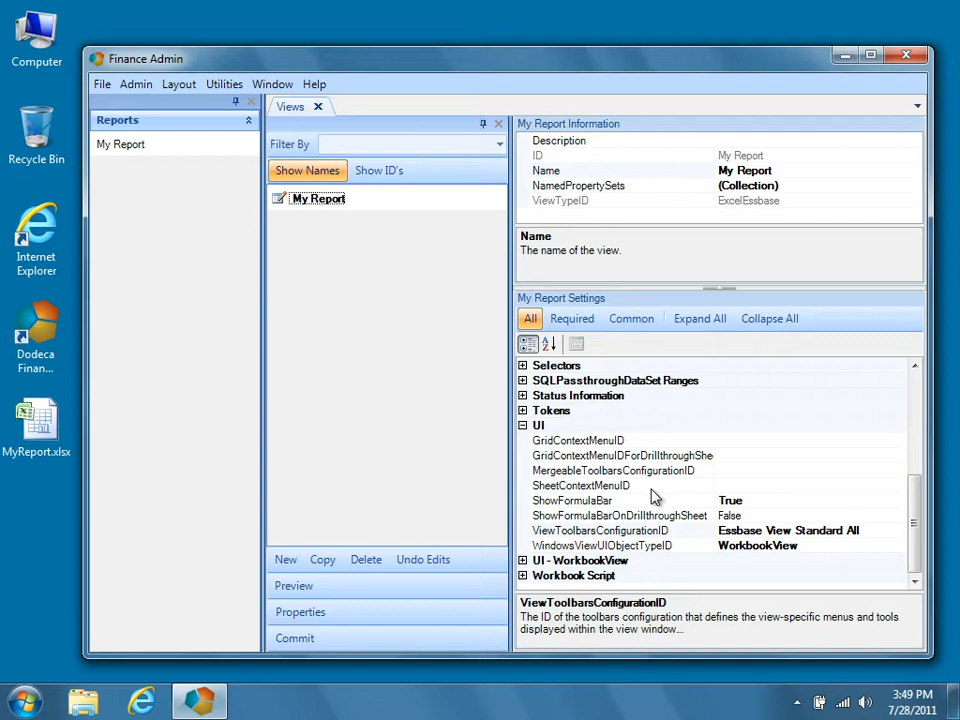 Computer
Recycle Bin
Internet
Explorer
Dodeca
Finan...
MyReport.xlsx
Finance Admin
File Admin Layout Utilities Window Help
Reports
My Report
Views
Filter By
Show Names Show ID's
My Report
New Copy Delete Undo Edits
Preview
Properties
Commit
My Report Information
Description
ID My Report
Name My Report
NamedPropertySets (Collection)
ViewTypeID ExcelEssbase
Name
The name of the view.
My Report Settings
All Required Common Expand All Collapse All
Selectors
SQLPassthroughDataSet Ranges
Status Information
Tokens
UI
GridContextMenuID
GridContextMenuIDForDrillthroughShe
MergeableToolbarsConfigurationID
SheetContextMenuID
ShowFormulaBar True
ShowFormulaBarOnDrillthroughSheet False
ViewToolbarsConfigurationID Essbase View Standard All
WindowsViewUIObjectTypeID WorkbookView
UI - WorkbookView
Workbook Script
ViewToolbarsConfigurationID
The ID of the toolbars configuration that defines the view-specific menus and tools
displayed within the view window...
3:49 PM
7/28/2011